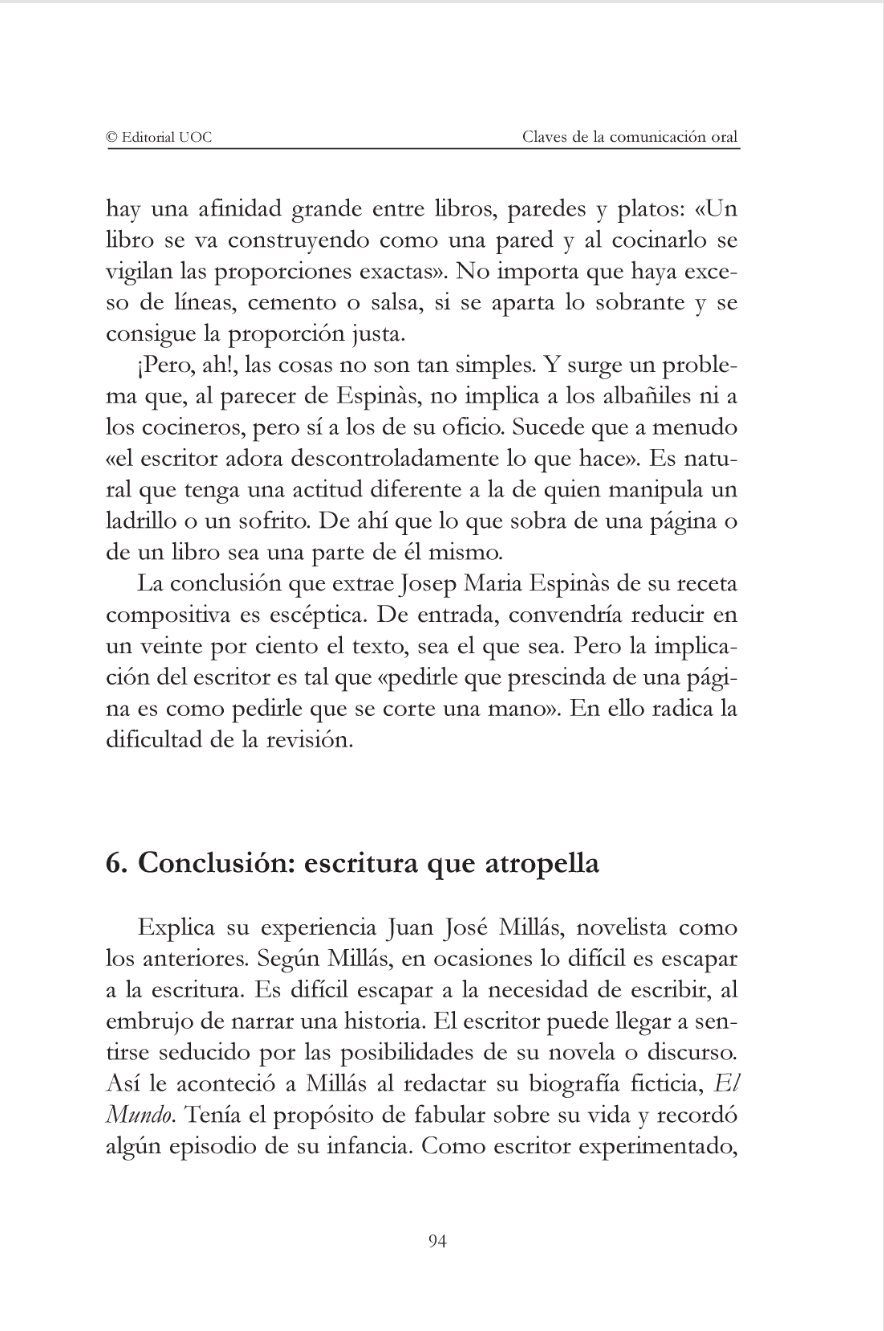 © Editorial UOC
Claves de la comunicación oral
hay una afinidad grande entre libros, paredes y platos: «Un
libro se va construyendo como una pared y al cocinarlo se
vigilan las proporciones exactas». No importa que haya exce-
so de líneas, cemento o salsa, si se aparta lo sobrante y se
consigue la proporción justa.
¡Pero, ah!, las cosas no son tan simples. Y surge un proble-
ma que, al parecer de Espinàs, no implica a los albañiles ni a
los cocineros, pero sí a los de su oficio. Sucede que a menudo
«el escritor adora descontroladamente lo que hace». Es natu-
ral que tenga una actitud diferente a la de quien manipula un
ladrillo o un sofrito. De ahí que lo que sobra de una página o
de un libro sea una parte de él mismo.
La conclusión que extrae Josep Maria Espinàs de su receta
compositiva es escéptica. De entrada, convendría reducir en
un veinte por ciento el texto, sea el que sea. Pero la implica-
ción del escritor es tal que «pedirle que prescinda de una pági-
na es como pedirle que se corte una mano». En ello radica la
dificultad de la revisión.
6. Conclusión: escritura que atropella
Explica su experiencia Juan José Millás, novelista como
los anteriores. Según Millás, en ocasiones lo difícil es escapar
a la escritura. Es difícil escapar a la necesidad de escribir, al
embrujo de narrar una historia. El escritor puede llegar a sen-
tirse seducido por las posibilidades de su novela o discurso.
Así le aconteció a Millás al redactar su biografía ficticia, El
Mundo. Tenía el propósito de fabular sobre su vida y recordó
algún episodio de su infancia. Como escritor experimentado,
94